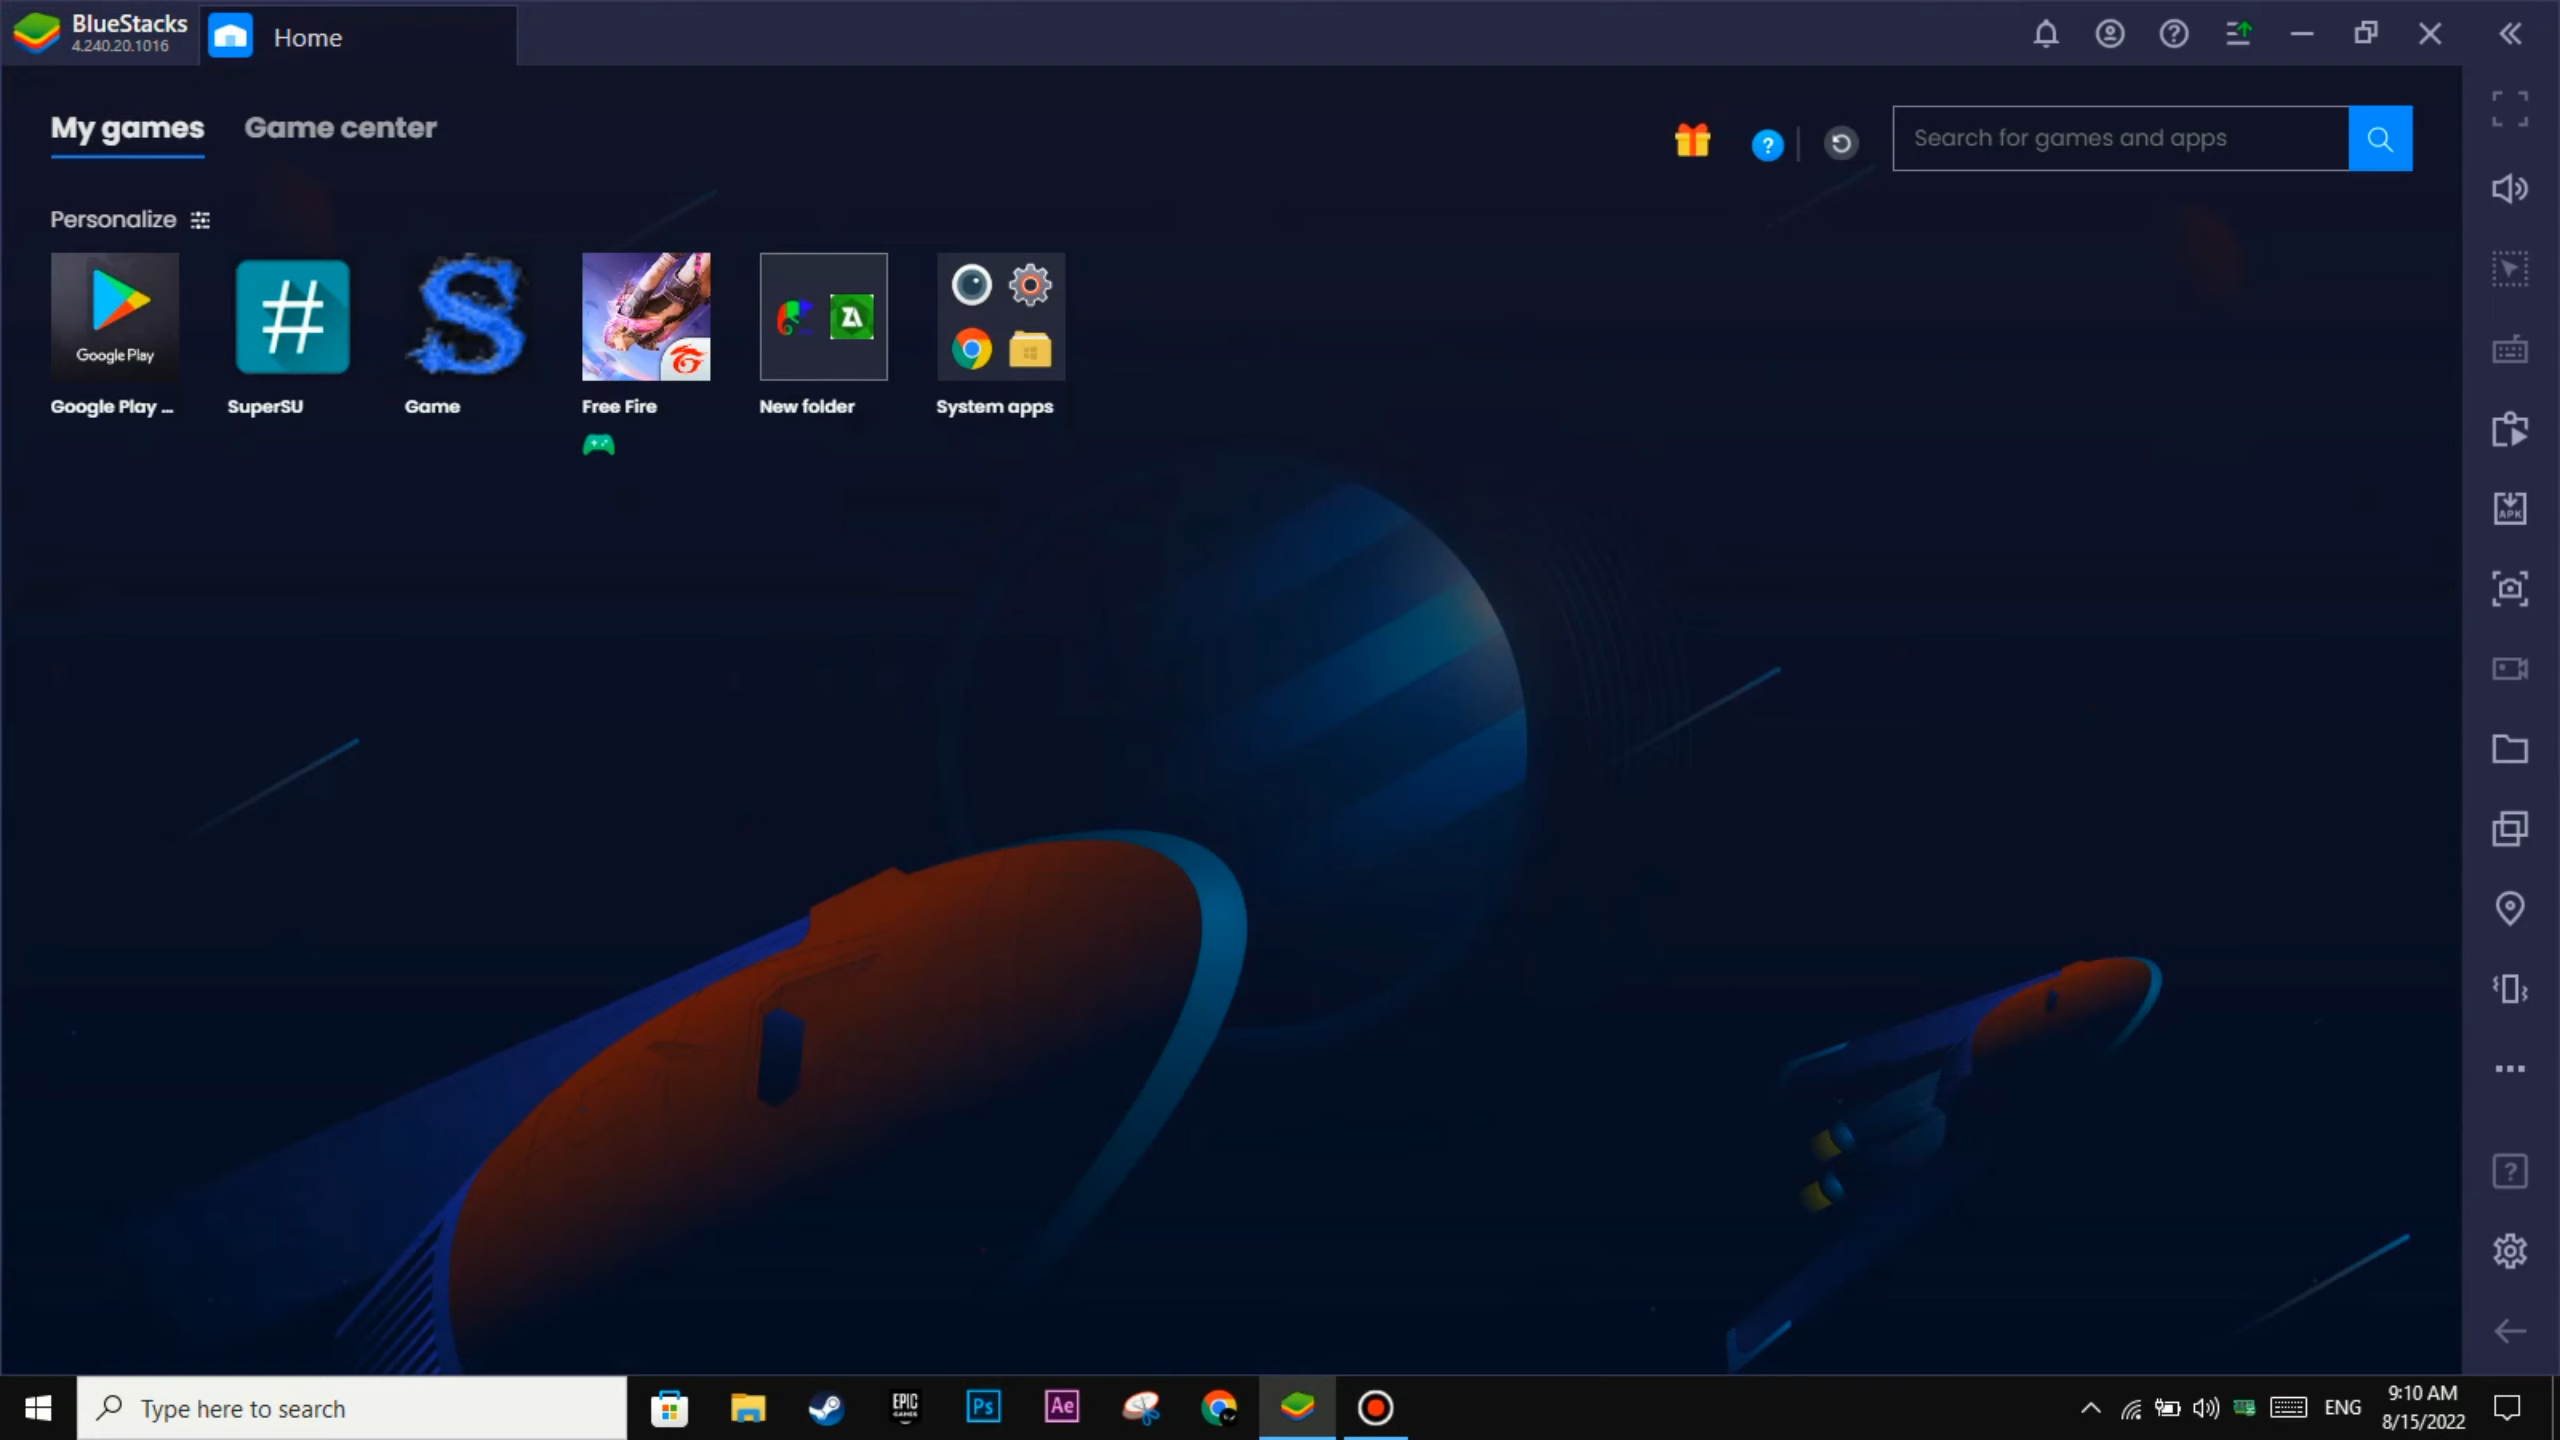 BlueStacks
4.240.20.1016
Home
My games
Game center
Search for games and apps
Personalize
Google Play
Google Play ...
SuperSU
Game
Free Fire
New folder
System apps
APK
Type here to search
EPIC
GAMES
Ps
Ae
ENG
9:10 AM
8/15/2022